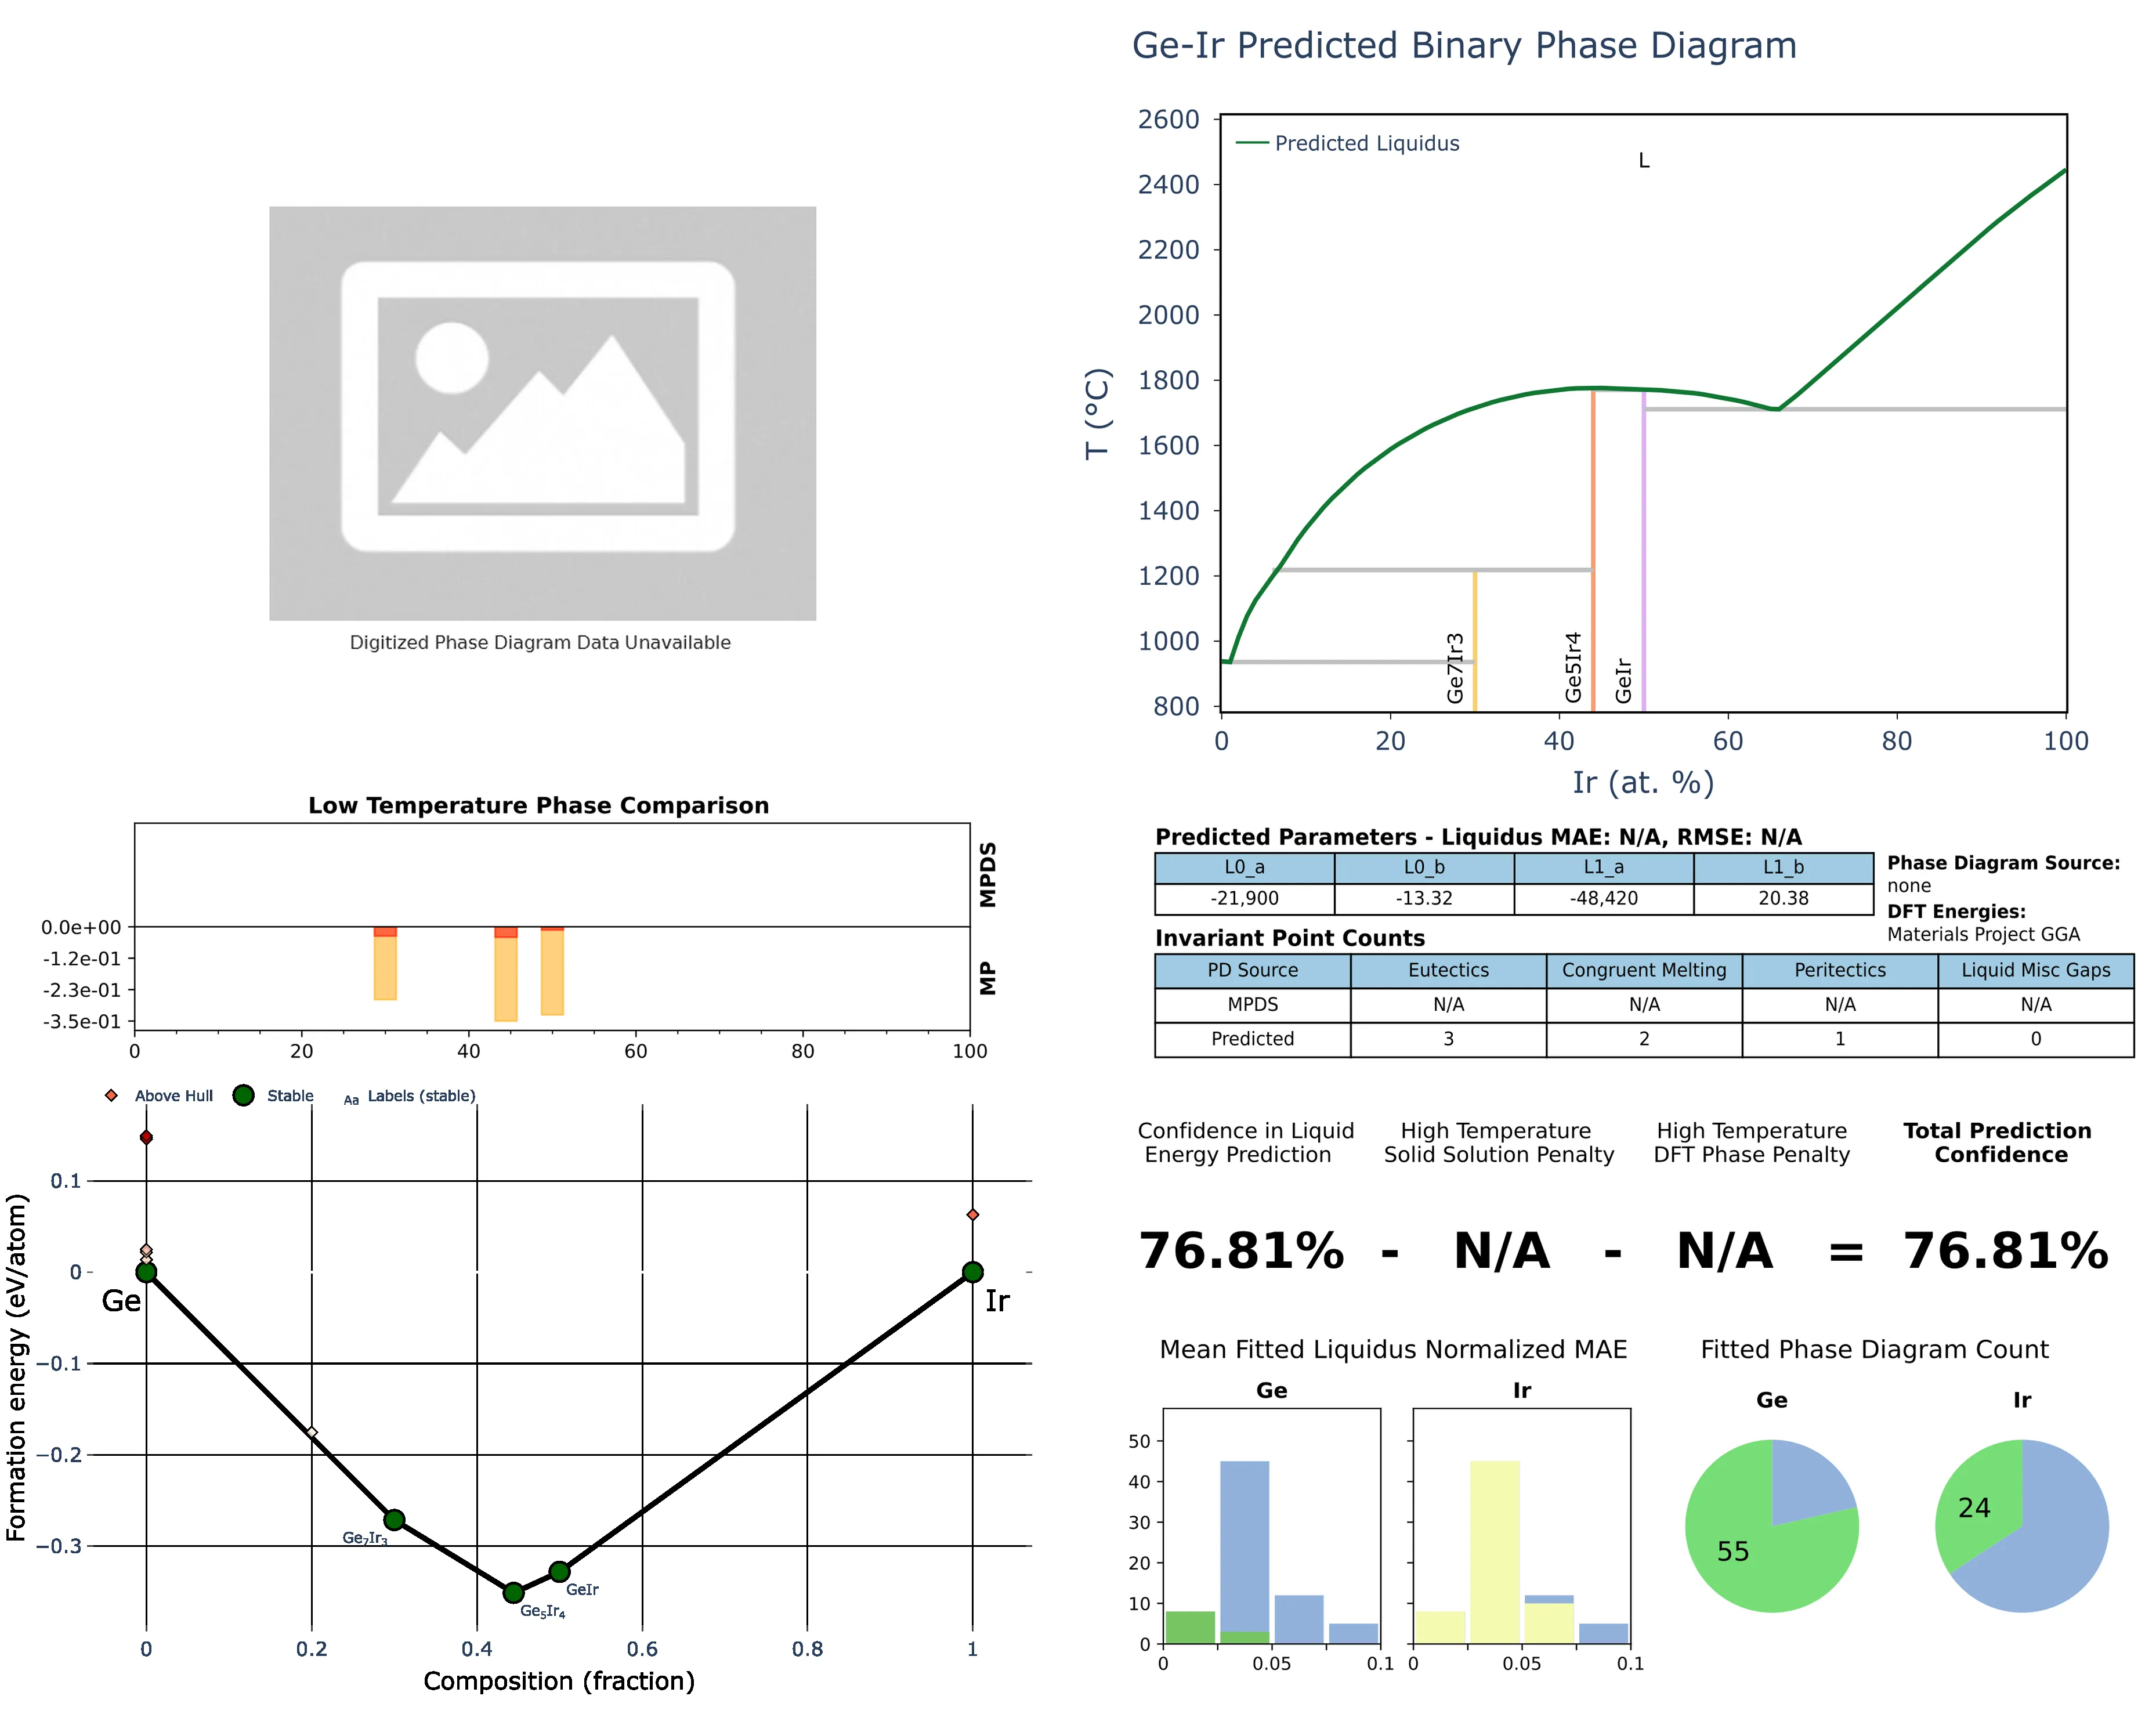 Ge-Ir Predicted Binary Phase Diagram
2600
2400
2200
2000
1800
1600
1400
1200
1000
800
T (°C)
Predicted Liquidus
L
Ge7Ir3
Ge5Ir4
GeIr
0 20 40 60 80 100
Ir (at. %)
Digitized Phase Diagram Data Unavailable
Low Temperature Phase Comparison
MPDS
MP
0.0e+00
-1.2e-01
-2.3e-01
-3.5e-01
0 20 40 60 80 100
Predicted Parameters - Liquidus MAE: N/A, RMSE: N/A
L0_a L0_b L1_a L1_b
-21,900 -13.32 -48,420 20.38
Phase Diagram Source:
none
DFT Energies:
Materials Project GGA
Invariant Point Counts
PD Source Eutectics Congruent Melting Peritectics Liquid Misc Gaps
MPDS N/A N/A N/A N/A
Predicted 3 2 1 0
Above Hull Stable Aa Labels (stable)
Formation energy (eV/atom)
0.1
0
−0.1
−0.2
−0.3
Ge
Ir
Ge₇Ir₃
GeIr
Ge₅Ir₄
0 0.2 0.4 0.6 0.8 1
Composition (fraction)
Confidence in Liquid
Energy Prediction
High Temperature
Solid Solution Penalty
High Temperature
DFT Phase Penalty
Total Prediction
Confidence
76.81% - N/A - N/A = 76.81%
Mean Fitted Liquidus Normalized MAE
Ge
Ir
50
40
30
20
10
0
0 0.05 0.1
0 0.05 0.1
Fitted Phase Diagram Count
Ge
Ir
55
24